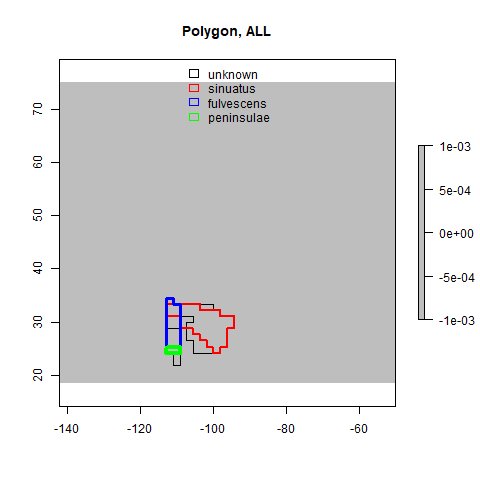 Polygon, ALL
unknown
sinuatus
fulvescens
peninsulae
70
60
50
40
30
20
-140
-120
-100
-80
-60
1e-03
5e-04
0e+00
-5e-04
-1e-03